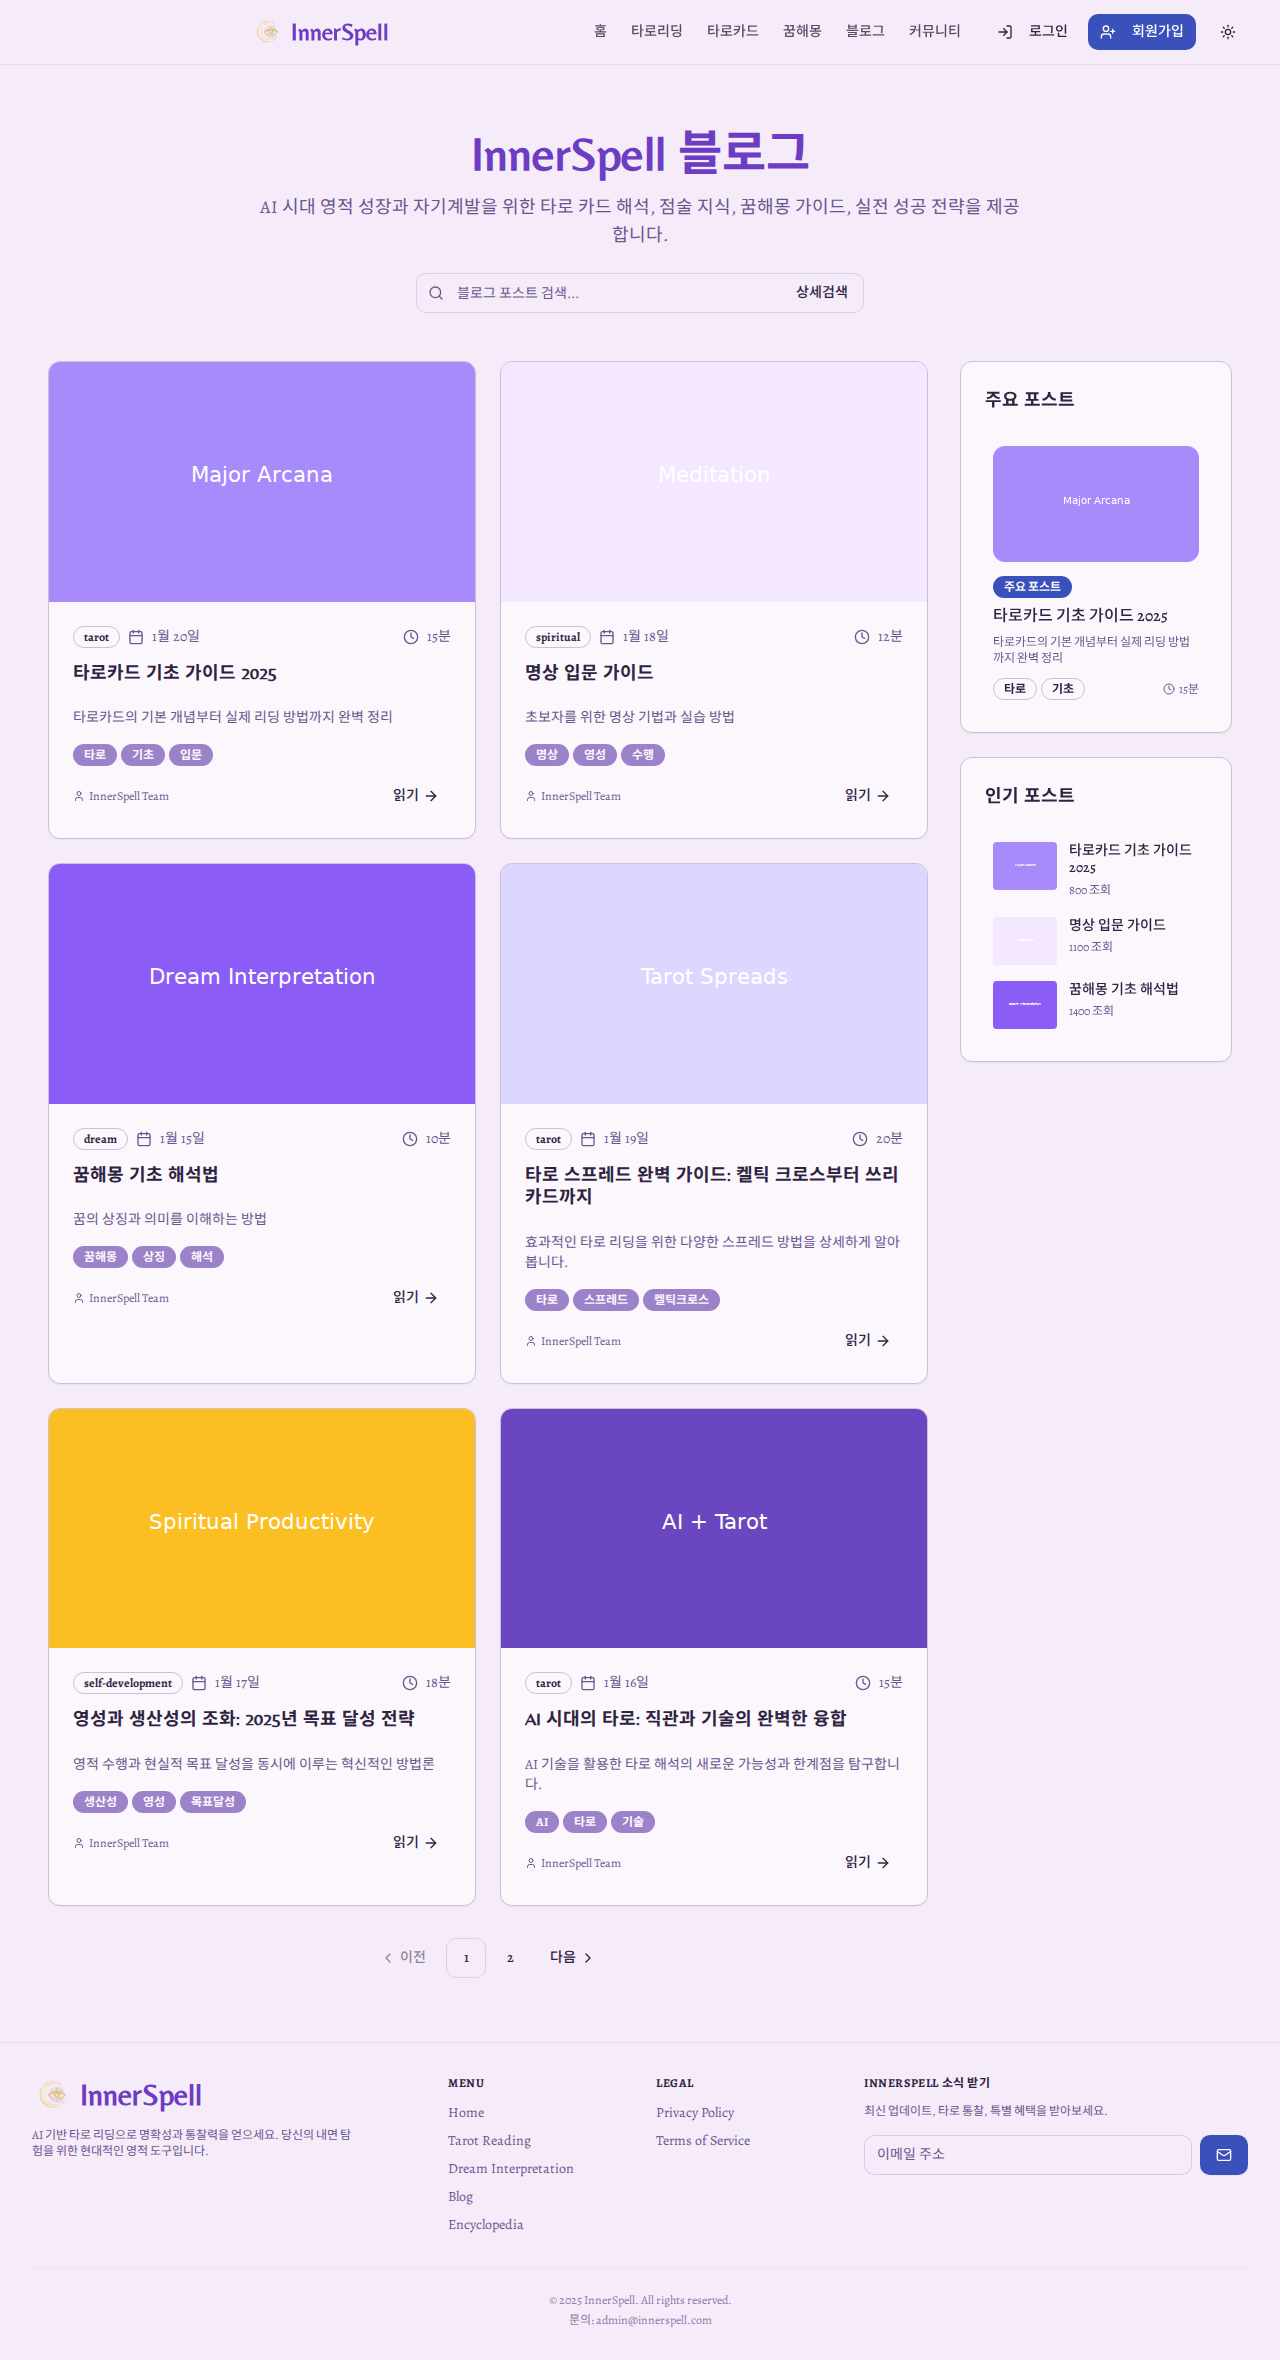 InnerSpell
홈
타로리딩
타로카드
꿈해몽
블로그
커뮤니티
로그인
회원가입
InnerSpell 블로그
AI 시대 영적 성장과 자기계발을 위한 타로 카드 해석, 점술 지식, 꿈해몽 가이드, 실전 성공 전략을 제공
합니다.
블로그 포스트 검색...
상세검색
Major Arcana
tarot
1월 20일
15분
타로카드 기초 가이드 2025
타로카드의 기본 개념부터 실제 리딩 방법까지 완벽 정리
타로
기초
입문
InnerSpell Team
읽기
Meditation
spiritual
1월 18일
12분
명상 입문 가이드
초보자를 위한 명상 기법과 실습 방법
명상
영성
수행
InnerSpell Team
읽기
Dream Interpretation
dream
1월 15일
10분
꿈해몽 기초 해석법
꿈의 상징과 의미를 이해하는 방법
꿈해몽
상징
해석
InnerSpell Team
읽기
Tarot Spreads
tarot
1월 19일
20분
타로 스프레드 완벽 가이드: 켈틱 크로스부터 쓰리
카드까지
효과적인 타로 리딩을 위한 다양한 스프레드 방법을 상세하게 알아
봅니다.
타로
스프레드
켈틱크로스
InnerSpell Team
읽기
Spiritual Productivity
self-development
1월 17일
18분
영성과 생산성의 조화: 2025년 목표 달성 전략
영적 수행과 현실적 목표 달성을 동시에 이루는 혁신적인 방법론
생산성
영성
목표달성
InnerSpell Team
읽기
AI + Tarot
tarot
1월 16일
15분
AI 시대의 타로: 직관과 기술의 완벽한 융합
AI 기술을 활용한 타로 해석의 새로운 가능성과 한계점을 탐구합니
다.
AI
타로
기술
InnerSpell Team
읽기
이전
1
2
다음
주요 포스트
Major Arcana
주요 포스트
타로카드 기초 가이드 2025
타로카드의 기본 개념부터 실제 리딩 방법
까지 완벽 정리
타로
기초
15분
인기 포스트
타로카드 기초 가이드
2025
800 조회
명상 입문 가이드
1100 조회
꿈해몽 기초 해석법
1400 조회
InnerSpell
AI 기반 타로 리딩으로 명확성과 통찰력을 얻으세요. 당신의 내면 탐
험을 위한 현대적인 영적 도구입니다.
MENU
Home
Tarot Reading
Dream Interpretation
Blog
Encyclopedia
LEGAL
Privacy Policy
Terms of Service
INNERSPELL 소식 받기
최신 업데이트, 타로 통찰, 특별 혜택을 받아보세요.
이메일 주소
© 2025 InnerSpell. All rights reserved.
문의: admin@innerspell.com